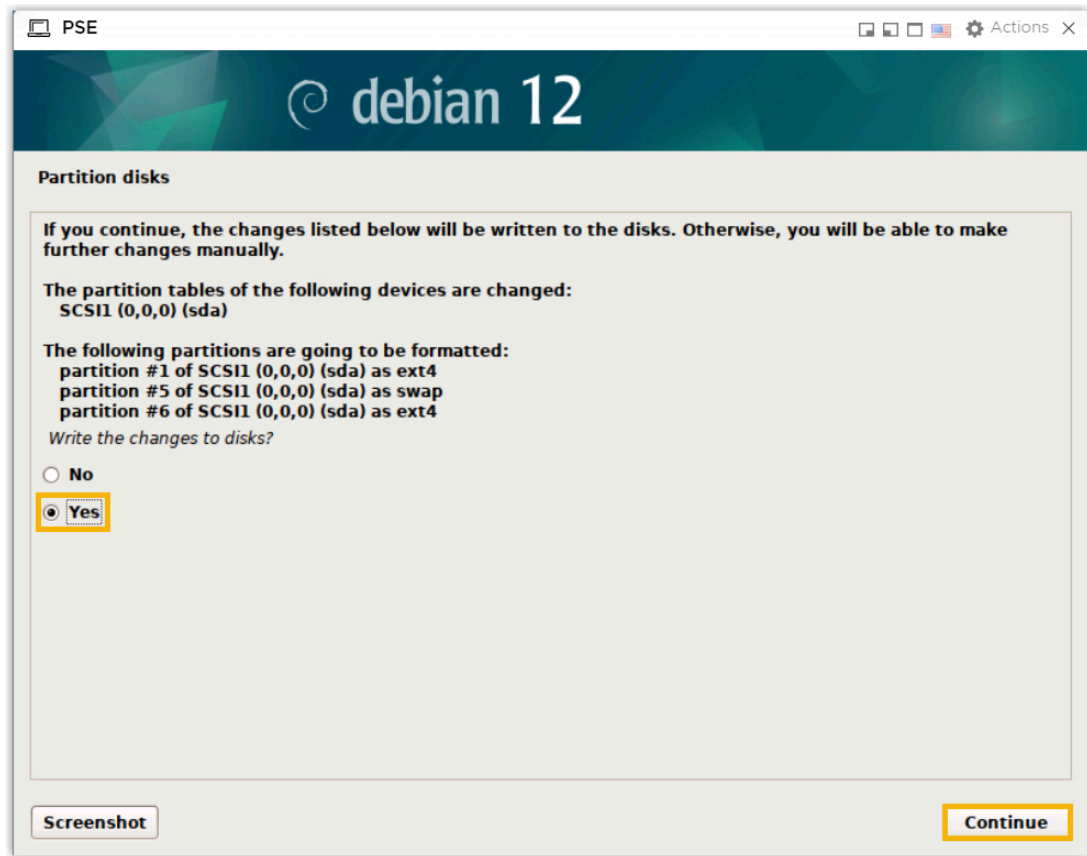 PSE
Actions
debian 12
Partition disks
If you continue, the changes listed below will be written to the disks. Otherwise, you will be able to make
further changes manually.
The partition tables of the following devices are changed:
SCSI1 (0,0,0) (sda)
The following partitions are going to be formatted:
partition #1 of SCSI1 (0,0,0) (sda) as ext4
partition #5 of SCSI1 (0,0,0) (sda) as swap
partition #6 of SCSI1 (0,0,0) (sda) as ext4
Write the changes to disks?
No
Yes
Screenshot
Continue